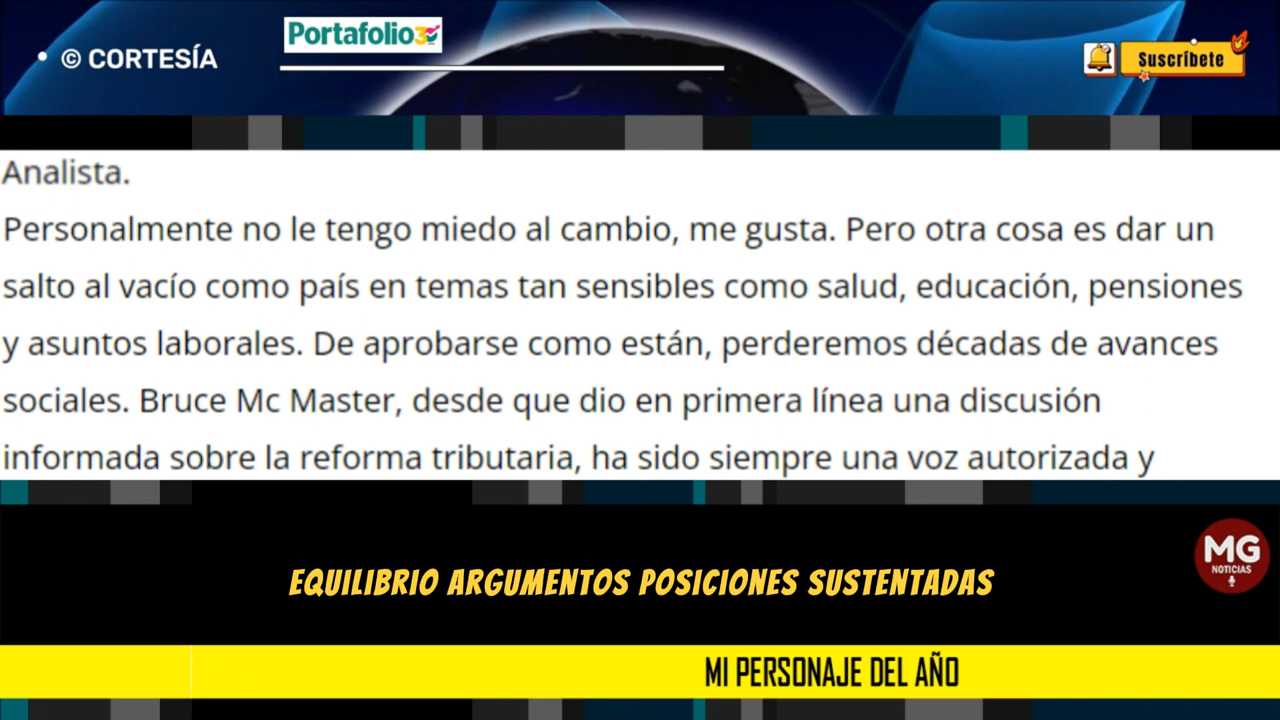 • © CORTESÍA
Portafolio
Suscríbete
Analista.
Personalmente no le tengo miedo al cambio, me gusta. Pero otra cosa es dar un
salto al vacío como país en temas tan sensibles como salud, educación, pensiones
y asuntos laborales. De aprobarse como están, perderemos décadas de avances
sociales. Bruce Mc Master, desde que dio en primera línea una discusión
informada sobre la reforma tributaria, ha sido siempre una voz autorizada y
MG
NOTICIAS
EQUILIBRIO ARGUMENTOS POSICIONES SUSTENTADAS
MI PERSONAJE DEL AÑO